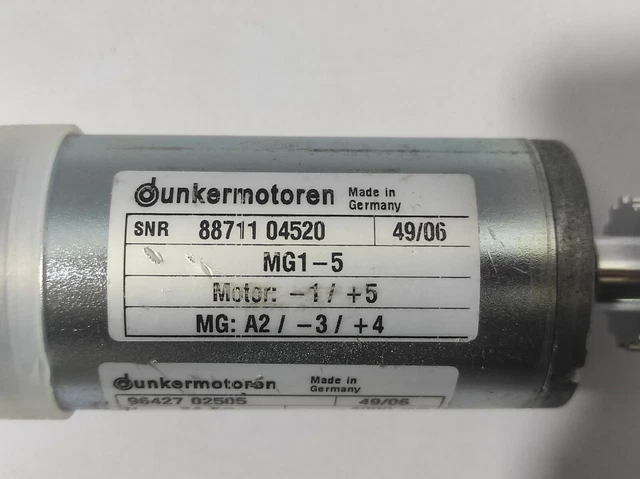 dunkermotoren Made in Germany
SNR 88711 04520 49/06
MG1-5
Motor: -1 / +5
MG: A2 / -3 / +4
dunkermotoren Made in Germany
96427 02505 49/06